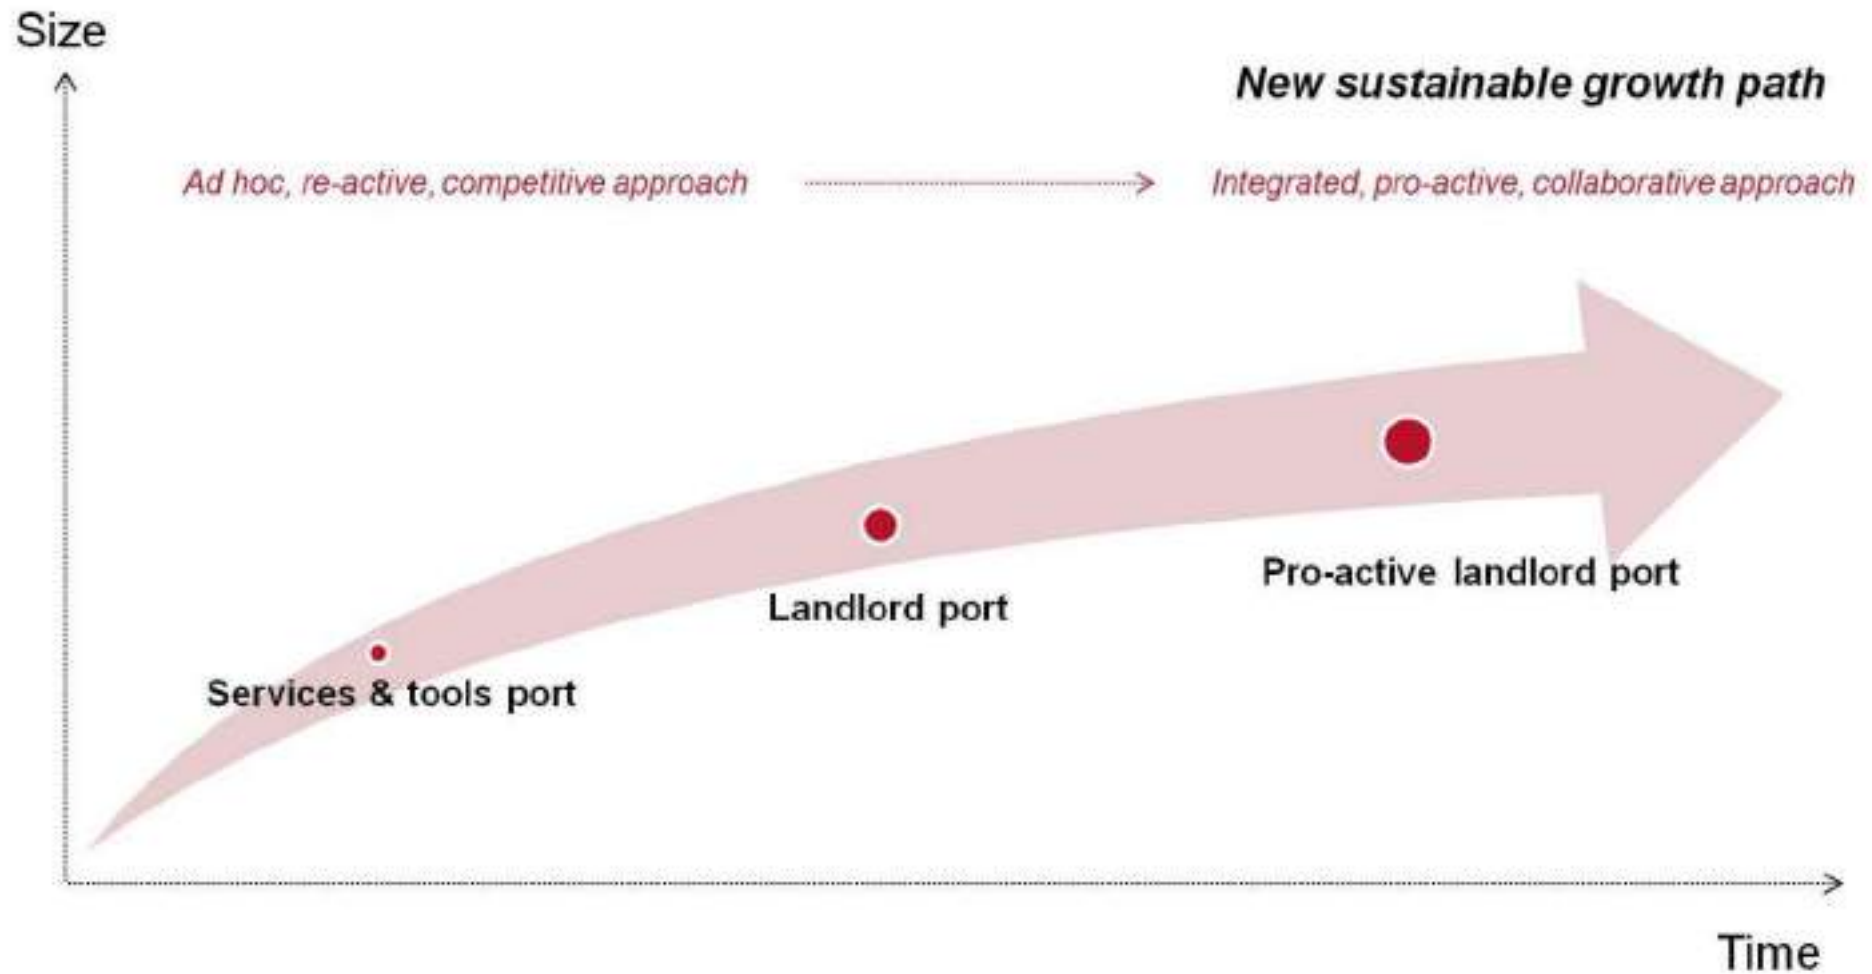 Size
New sustainable growth path
Ad hoc, re-active, competitive approach
Integrated, pro-active, collaborative approach
Pro-active landlord port
Landlord port
Services & tools port
Time